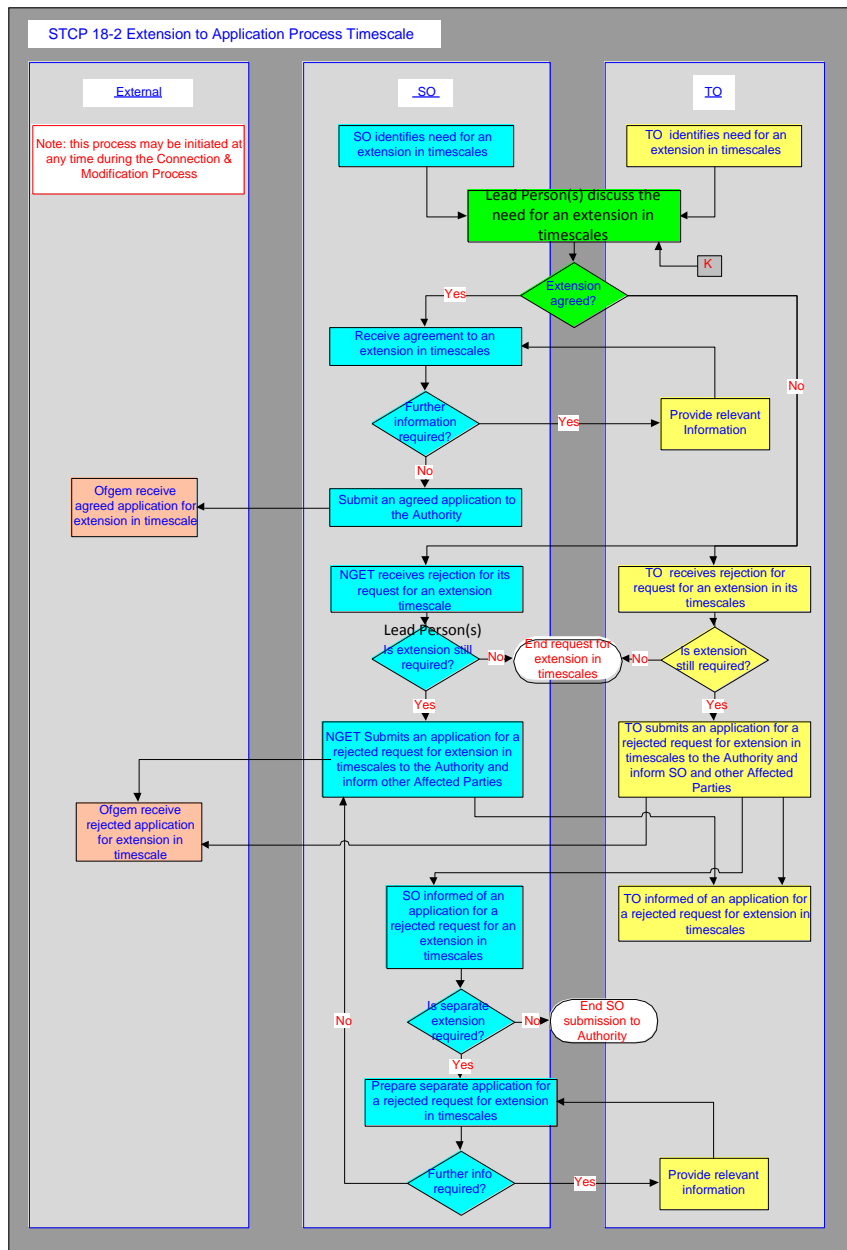 STCP 18-2 Extension to Application Process Timescale
External
SO
TO
Note: this process may be initiated at
any time during the Connection &
Modification Process
SO identifies need for an
extension in timescales
TO identifies need for an
extension in timescales
Lead Person(s) discuss the
need for an extension in
timescales
K
Extension
agreed?
Yes
No
Receive agreement to an
extension in timescales
Further
information
required?
Yes
Provide relevant
Information
No
Ofgem receive
agreed application for
extension in timescale
Submit an agreed application to
the Authority
NGET receives rejection for its
request for an extension
timescale
TO receives rejection for
request for an extension in its
timescales
Lead Person(s)
Is extension still
required?
No
End request for
extension in
timescales
No
Is extension
still required?
Yes
Yes
NGET Submits an application for a
rejected request for extension in
timescales to the Authority and
inform other Affected Parties
TO submits an application for a
rejected request for extension in
timescales to the Authority and
inform SO and other Affected
Parties
Ofgem receive
rejected application
for extension in
timescale
SO informed of an
application for a
rejected request for an
extension in
timescales
TO informed of an application for
a rejected request for extension in
timescales
Is separate
extension
required?
No
End SO
submission to
Authority
No
Yes
Prepare separate application for
a rejected request for extension
in timescales
Further info
required?
Yes
Provide relevant
information